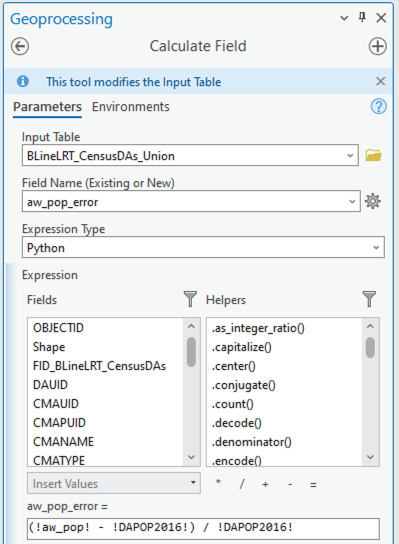 Geoprocessing
Calculate Field
This tool modifies the Input Table
Parameters Environments
Input Table
BLineLRT_CensusDAs_Union
Field Name (Existing or New)
aw_pop_error
Expression Type
Python
Expression
Fields
Helpers
OBJECTID
Shape
FID_BLineLRT_CensusDAs
DAUID
CMAUID
CMAPUID
CMANAME
CMATYPE
.as_integer_ratio()
.capitalize()
.center()
.conjugate()
.count()
.decode()
.denominator()
.encode()
Insert Values
* / + - =
aw_pop_error =
(!aw_pop! - !DAPOP2016!) / !DAPOP2016!